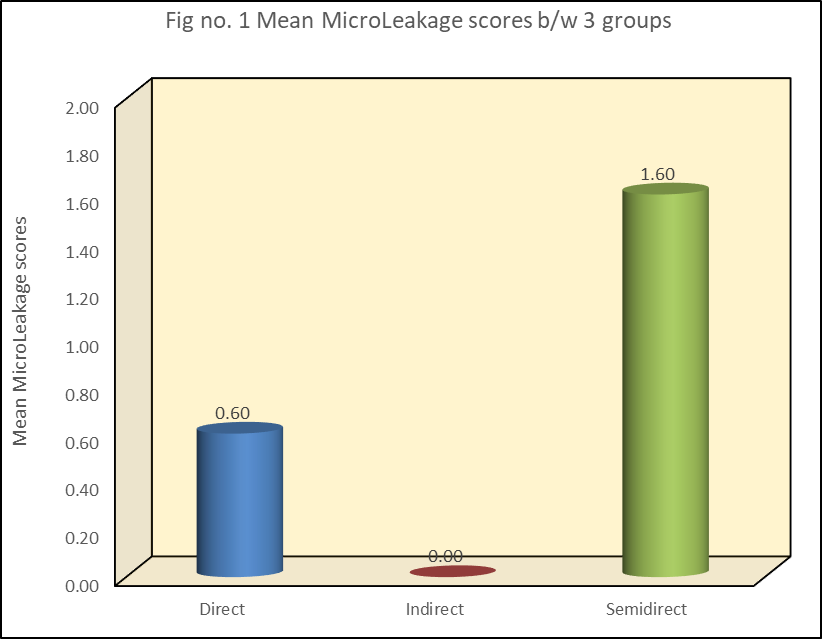 Fig no. 1 Mean MicroLeakage scores b/w 3 groups
Mean MicroLeakage scores
2.00
1.80
1.60
1.40
1.20
1.00
0.80
0.60
0.40
0.20
0.00
0.60
0.00
1.60
Direct
Indirect
Semidirect